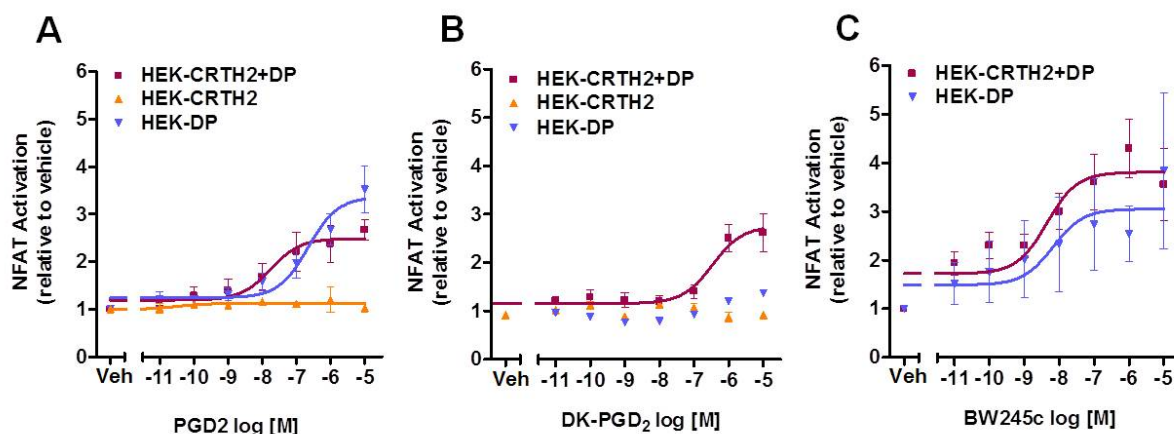 A
HEK-CRTH2+DP
HEK-CRTH2
HEK-DP
NFAT Activation
(relative to vehicle)
6
5
4
3
2
1
0
Veh -11 -10 -9 -8 -7 -6 -5
PGD2 log [M]
B
HEK-CRTH2+DP
HEK-CRTH2
HEK-DP
NFAT Activation
(relative to vehicle)
6
5
4
3
2
1
0
Veh -11 -10 -9 -8 -7 -6 -5
DK-PGD₂ log [M]
C
HEK-CRTH2+DP
HEK-DP
NFAT Activation
(relative to vehicle)
6
5
4
3
2
1
0
Veh -11 -10 -9 -8 -7 -6 -5
BW245c log [M]